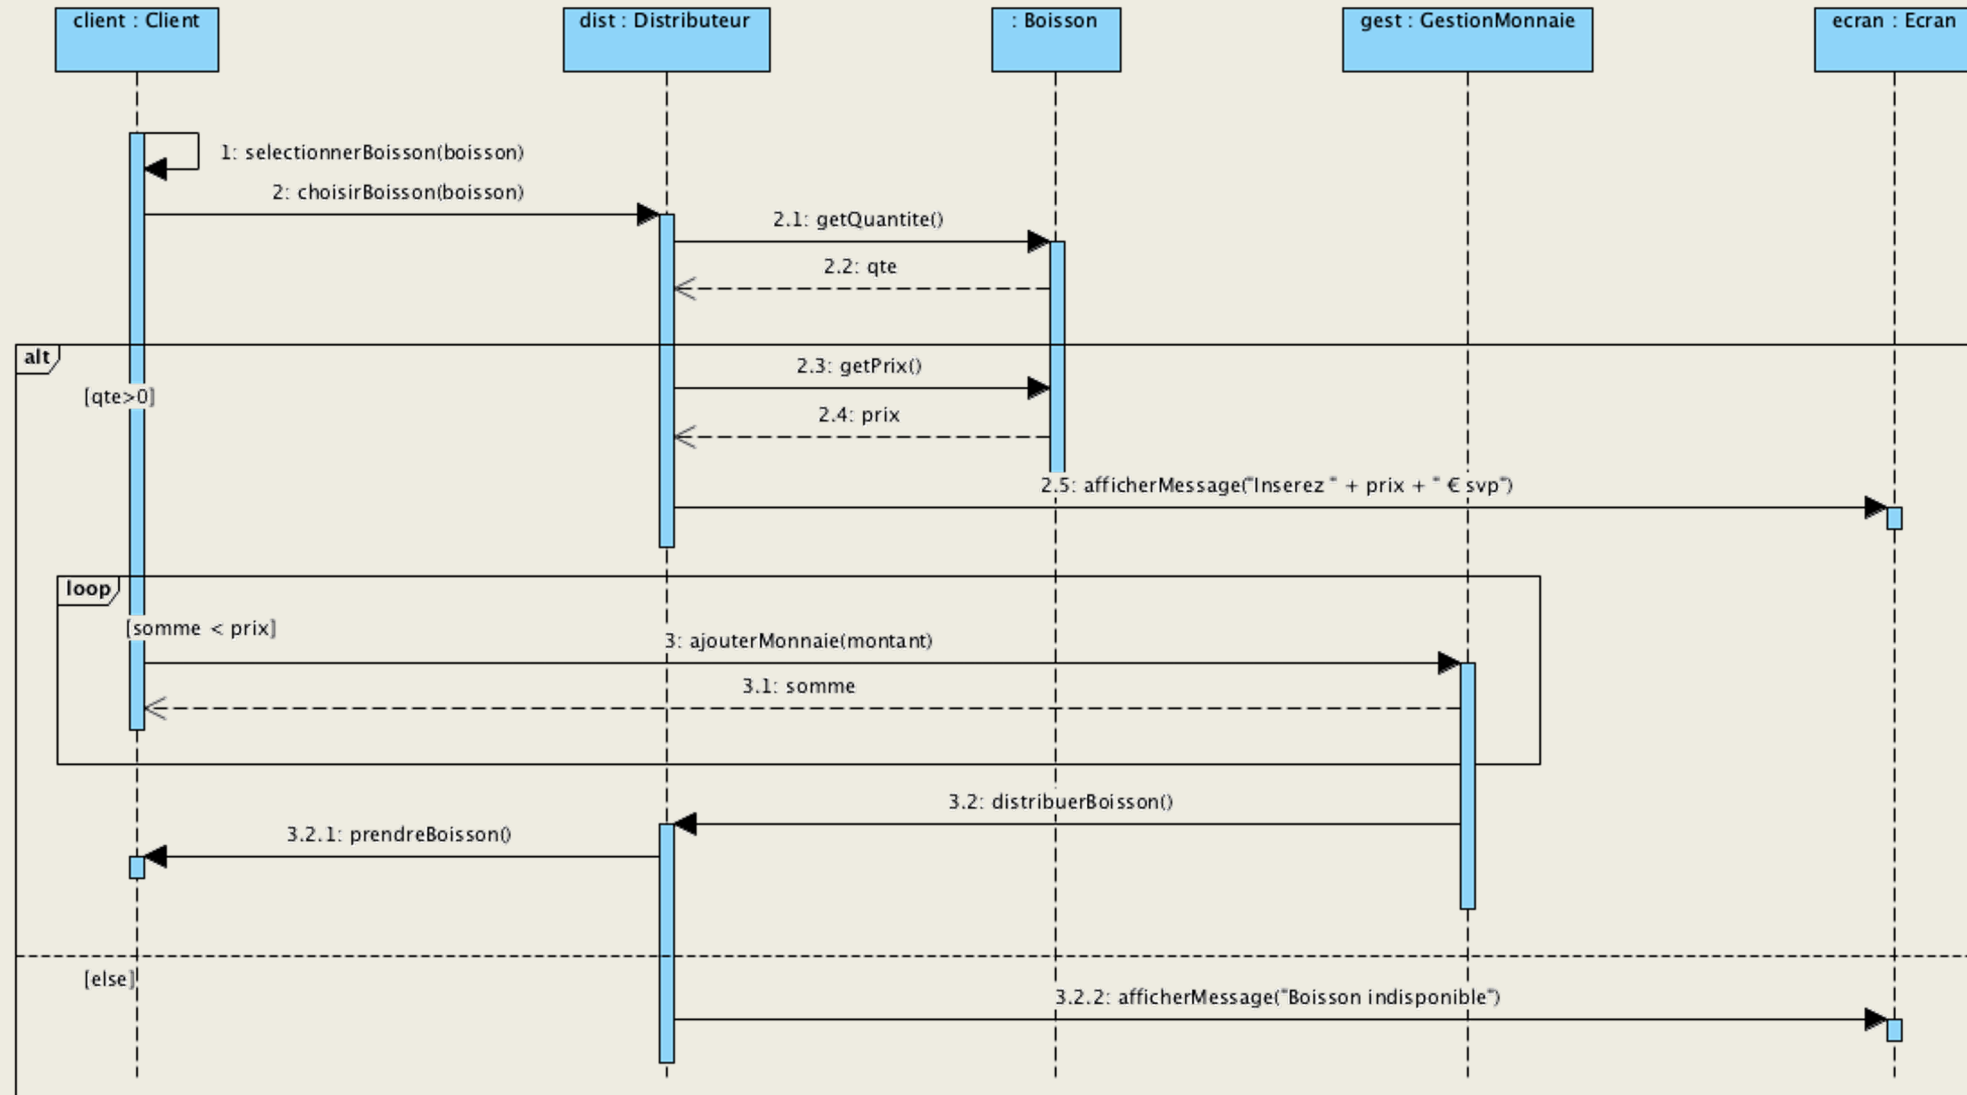 client : Client
dist : Distributeur
: Boisson
gest : GestionMonnaie
ecran : Ecran
1: selectionnerBoisson(boisson)
2: choisirBoisson(boisson)
2.1: getQuantite()
2.2: qte
alt
2.3: getPrix()
[qte>0]
2.4: prix
2.5: afficherMessage("Inserez " + prix + " € svp")
loop
[somme < prix]
3: ajouterMonnaie(montant)
3.1: somme
3.2: distribuerBoisson()
3.2.1: prendreBoisson()
[else]
3.2.2: afficherMessage("Boisson indisponible")